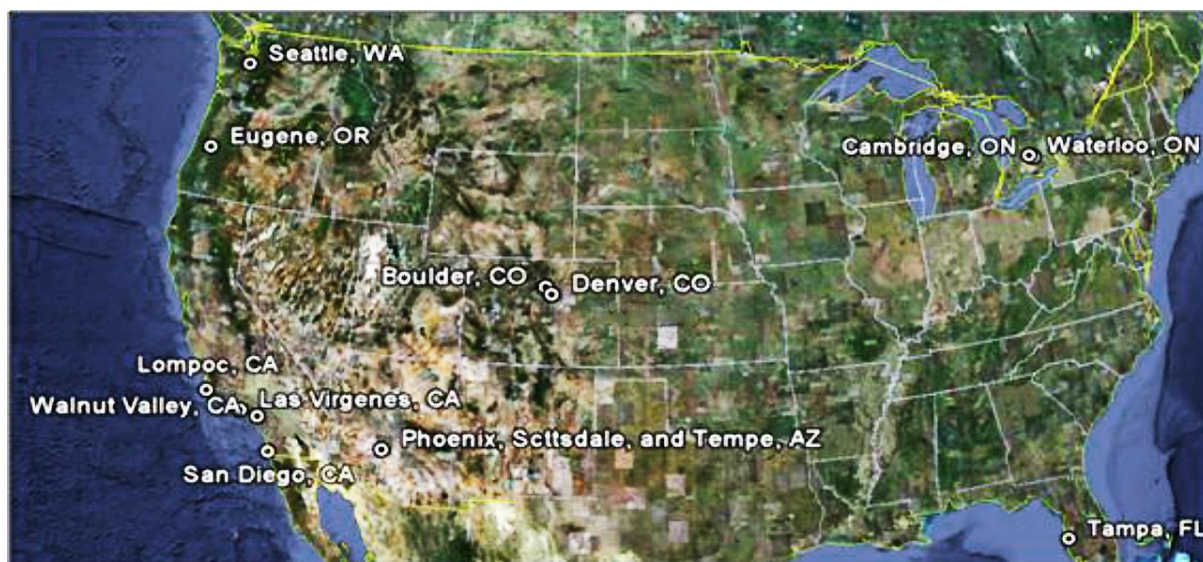 Seattle, WA
Eugene, OR
Cambridge, ON
Waterloo, ON
Boulder, CO
Denver, CO
Lompoc, CA
Walnut Valley, CA
Las Virgenes, CA
Phoenix, Scttsdale, and Tempe, AZ
San Diego, CA
Tampa, FL